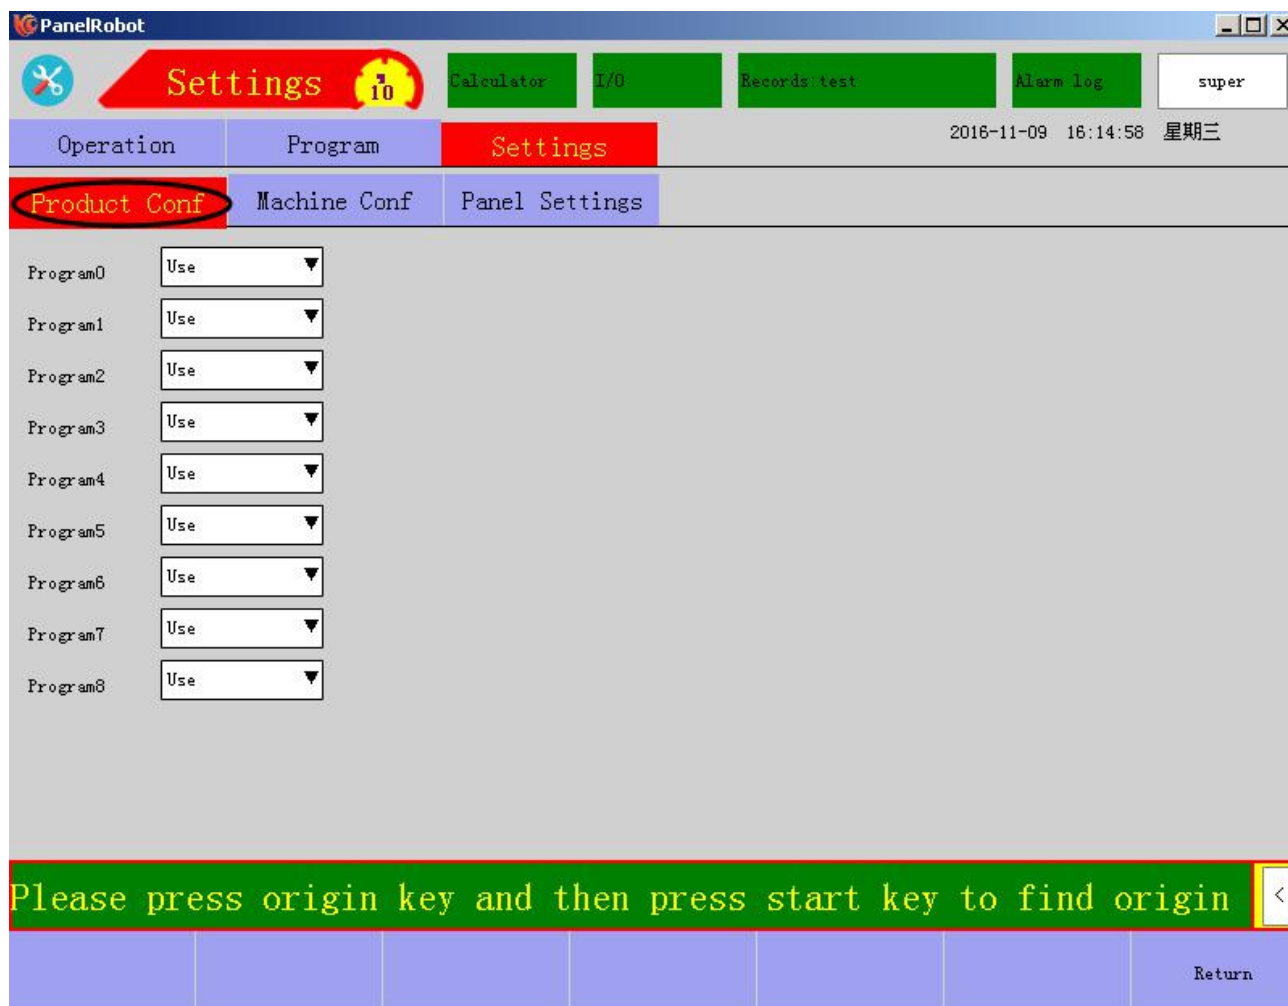 PanelRobot
Settings 10 Calculator I/O Records:test Alarm log super
Operation Program Settings 2016-11-09 16:14:58 星期三
Product Conf Machine Conf Panel Settings
Program0 Use
Program1 Use
Program2 Use
Program3 Use
Program4 Use
Program5 Use
Program6 Use
Program7 Use
Program8 Use
Please press origin key and then press start key to find origin <
Return